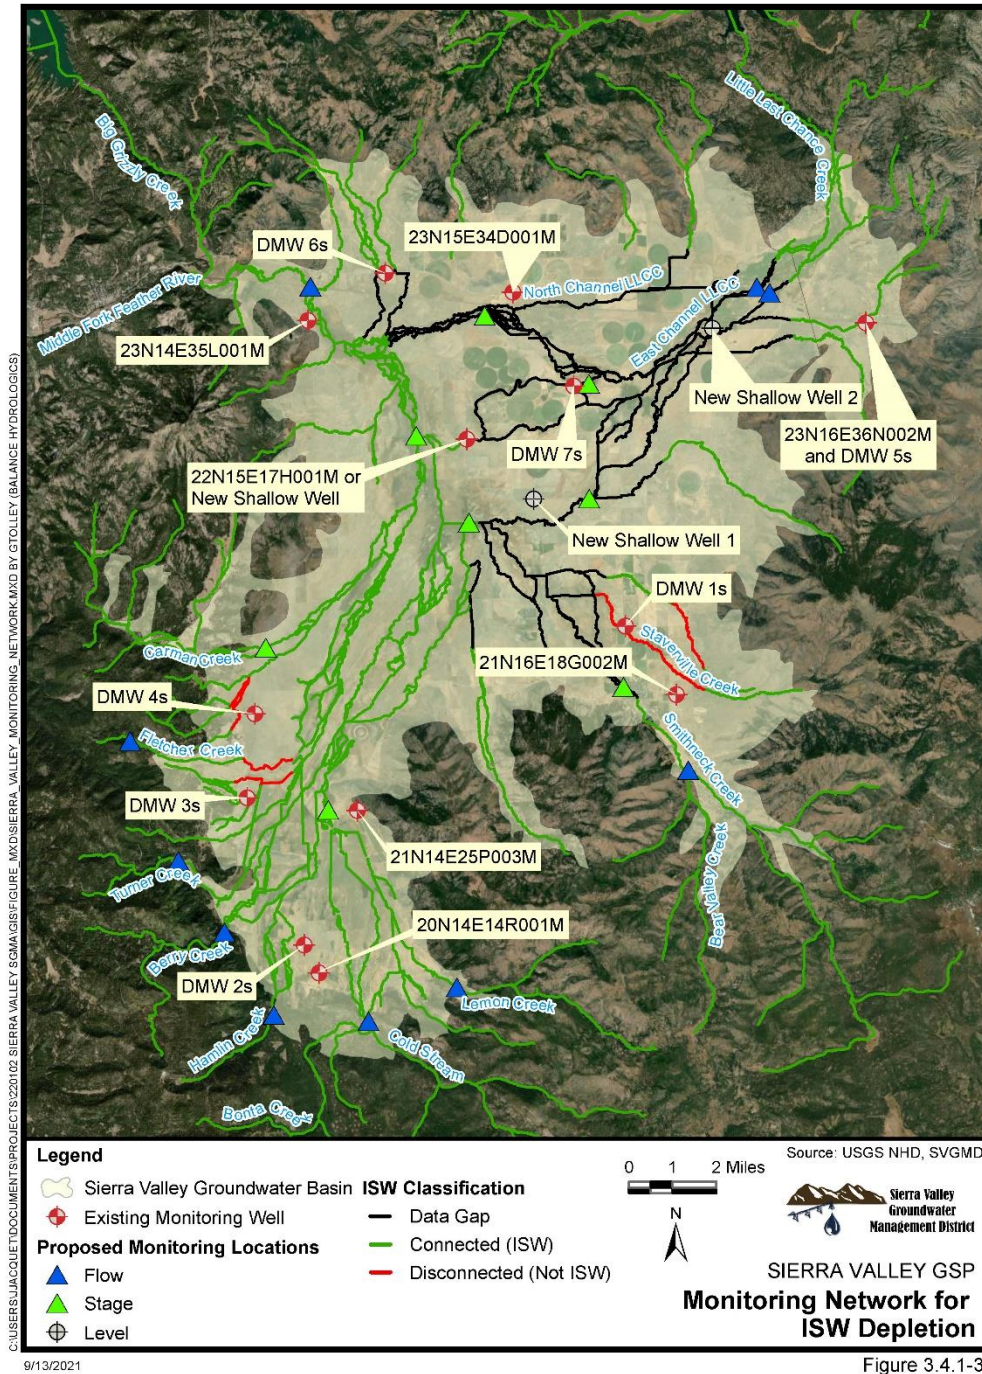 Big Grizzly Creek
Little Last Chance Creek
DMW 6s
23N15E34D001M
Middle Fork Feather River
North Channel LLCC
East Channel LLCC
23N14E35L001M
New Shallow Well 2
23N16E36N002M
and DMW 5s
DMW 7s
22N15E17H001M or
New Shallow Well
New Shallow Well 1
DMW 1s
Staverville Creek
Carman Creek
21N16E18G002M
DMW 4s
Fletcher Creek
Smithneck Creek
DMW 3s
21N14E25P003M
Turner Creek
Bear Valley Creek
20N14E14R001M
Berry Creek
DMW 2s
Lemon Creek
Hamlin Creek
Cold Stream
Bonta Creek
C:\USERS\JJACQUET\DOCUMENTS\PROJECTS\220102 SIERRA VALLEY SGMA\GIS\FIGURE_MXD\SIERRA_VALLEY_MONITORING_NETWORK.MXD BY GTOLLEY (BALANCE HYDROLOGICS)
Legend
Sierra Valley Groundwater Basin
Existing Monitoring Well
Proposed Monitoring Locations
Flow
Stage
Level
ISW Classification
Data Gap
Connected (ISW)
Disconnected (Not ISW)
0 1 2 Miles
N
Source: USGS NHD, SVGMD
Sierra Valley
Groundwater
Management District
SIERRA VALLEY GSP
Monitoring Network for
ISW Depletion
9/13/2021
Figure 3.4.1-3